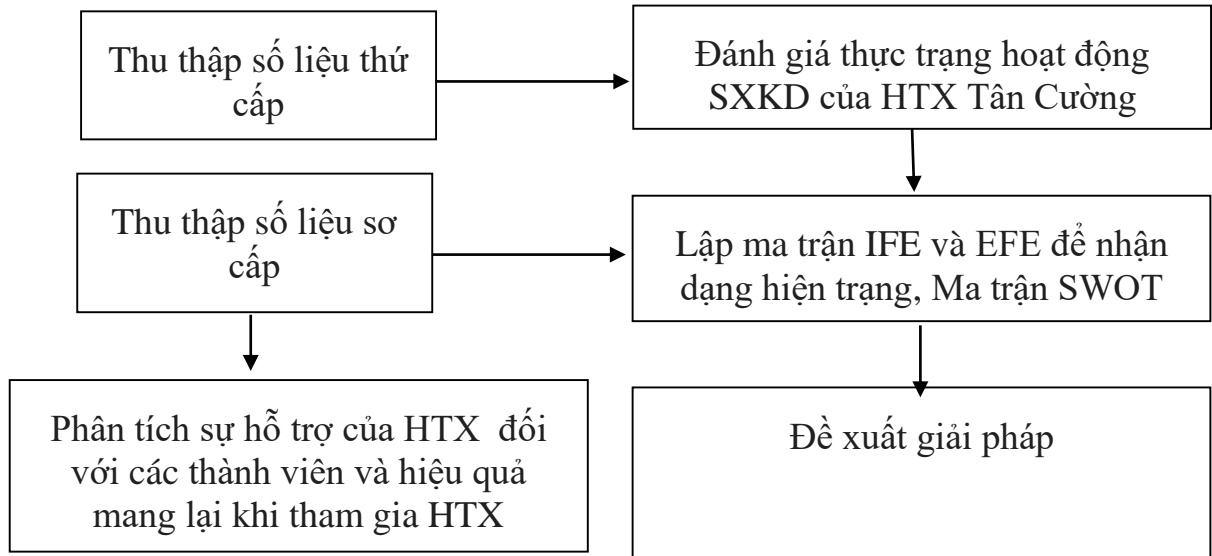 Thu thập số liệu thứ
cấp
Đánh giá thực trạng hoạt động
SXKD của HTX Tân Cường
Thu thập số liệu sơ
cấp
Lập ma trận IFE và EFE để nhận
dạng hiện trạng, Ma trận SWOT
Phân tích sự hỗ trợ của HTX đối
với các thành viên và hiệu quả
mang lại khi tham gia HTX
Đề xuất giải pháp